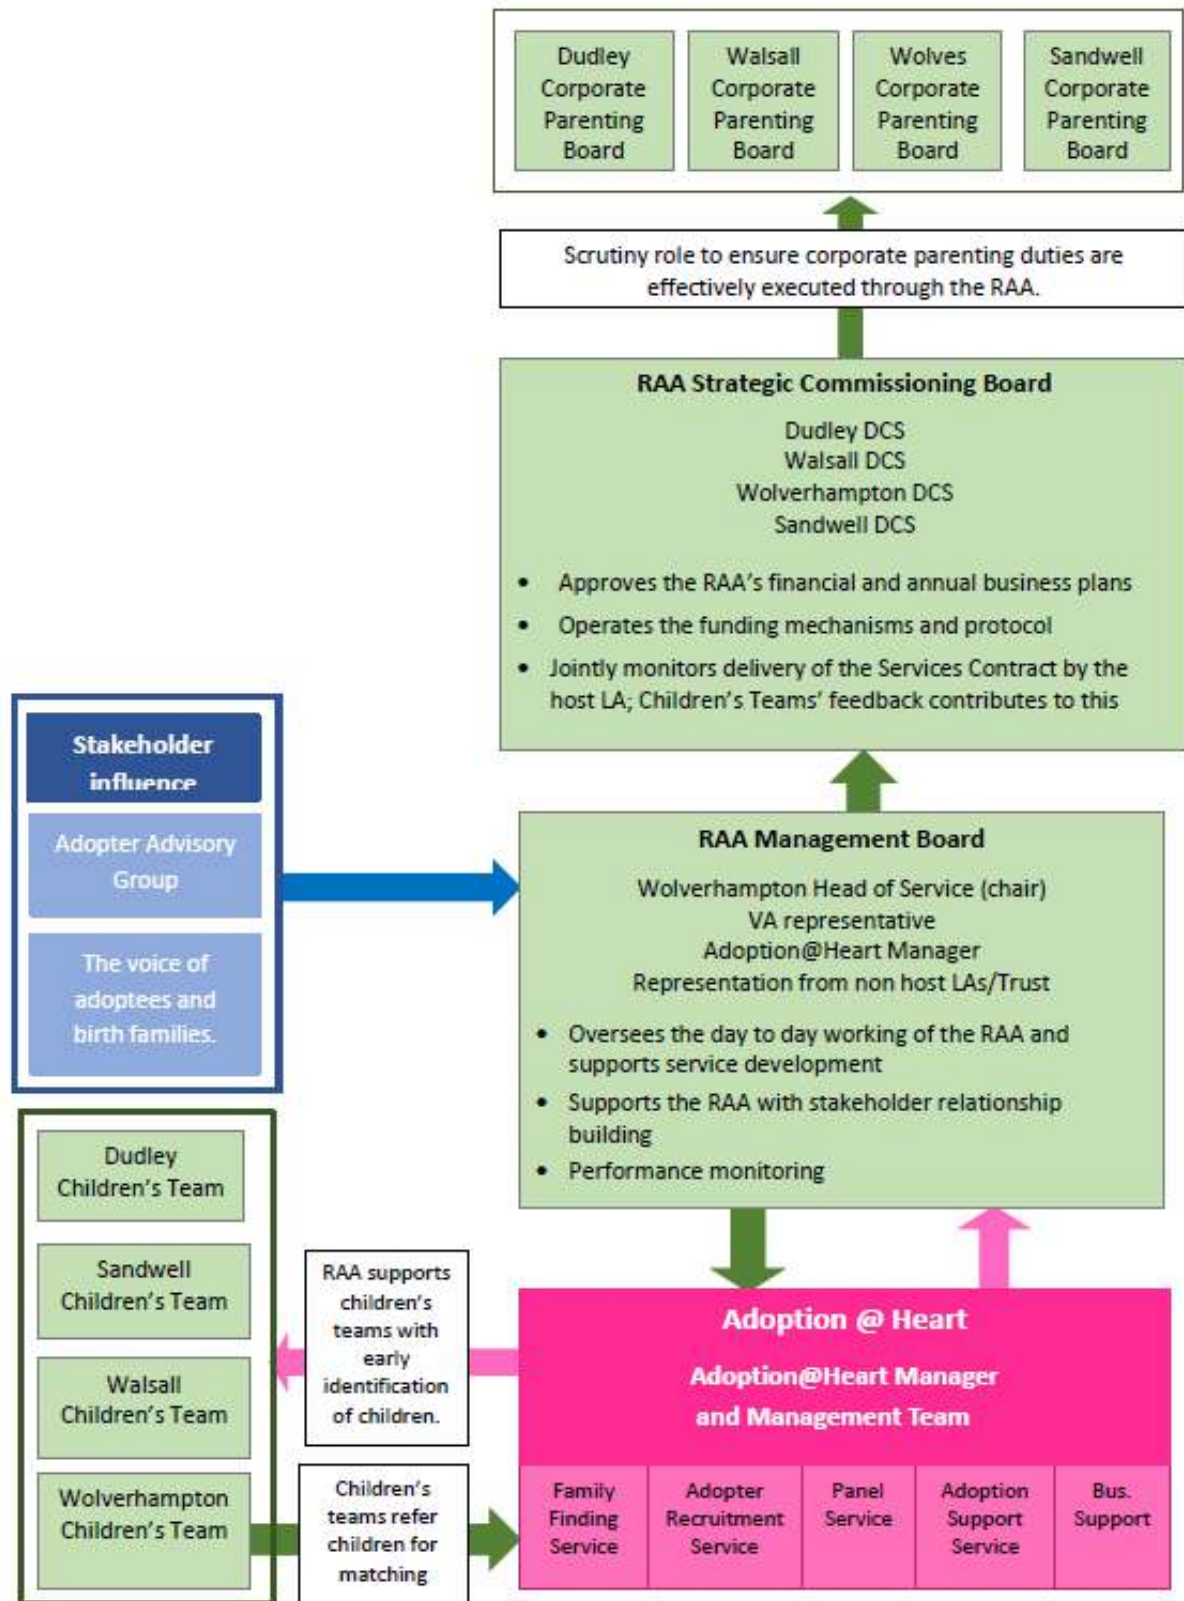 Dudley
Corporate
Parenting
Board
Walsall
Corporate
Parenting
Board
Wolves
Corporate
Parenting
Board
Sandwell
Corporate
Parenting
Board
Scrutiny role to ensure corporate parenting duties are
effectively executed through the RAA.
RAA Strategic Commissioning Board
Dudley DCS
Walsall DCS
Wolverhampton DCS
Sandwell DCS
• Approves the RAA’s financial and annual business plans
• Operates the funding mechanisms and protocol
• Jointly monitors delivery of the Services Contract by the
host LA; Children’s Teams’ feedback contributes to this
Stakeholder
influence
Adopter Advisory
Group
The voice of
adoptees and
birth families.
RAA Management Board
Wolverhampton Head of Service (chair)
VA representative
Adoption@Heart Manager
Representation from non host LAs/Trust
• Oversees the day to day working of the RAA and
supports service development
• Supports the RAA with stakeholder relationship
building
• Performance monitoring
Dudley
Children’s Team
Sandwell
Children’s Team
Walsall
Children’s Team
Wolverhampton
Children’s Team
RAA supports
children’s
teams with
early
identification
of children.
Children’s
teams refer
children for
matching
Adoption @ Heart
Adoption@Heart Manager
and Management Team
Family
Finding
Service
Adopter
Recruitment
Service
Panel
Service
Adoption
Support
Service
Bus.
Support